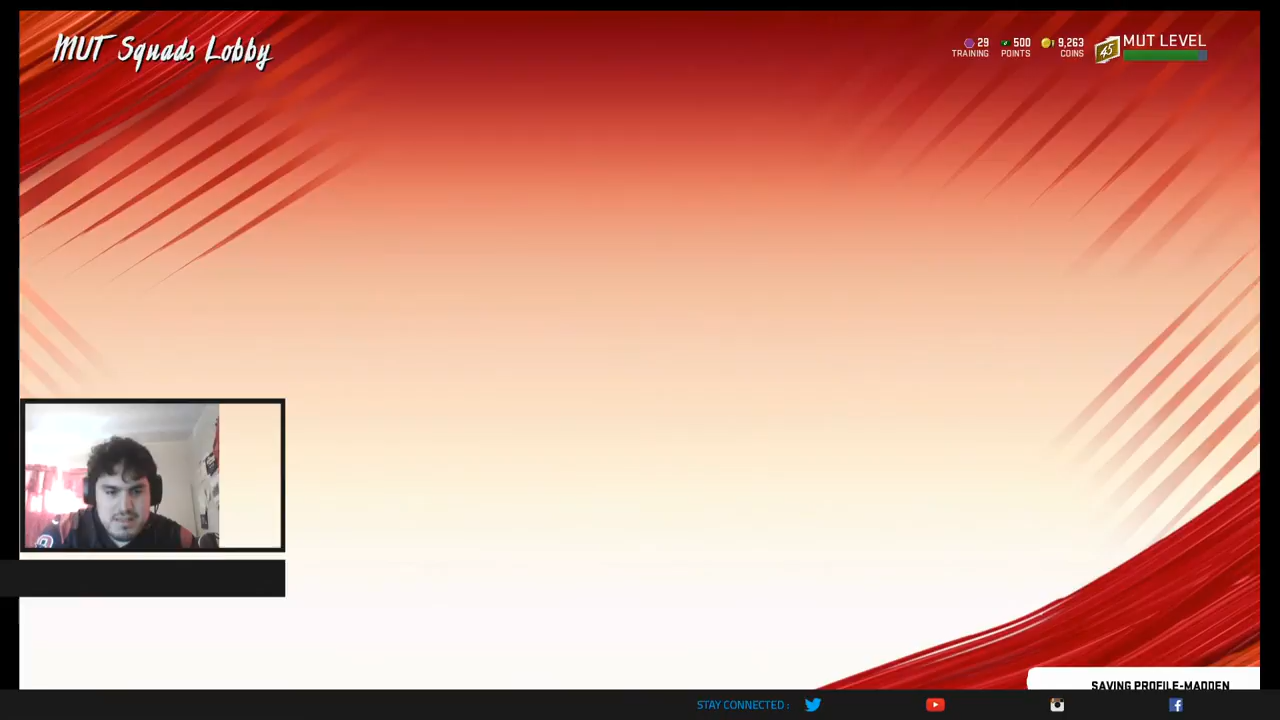 MUT Squads Lobby
29 500 9,263 MUT LEVEL
TRAINING POINTS COINS 45
SAVING PROFILE-MADDEN
STAY CONNECTED :